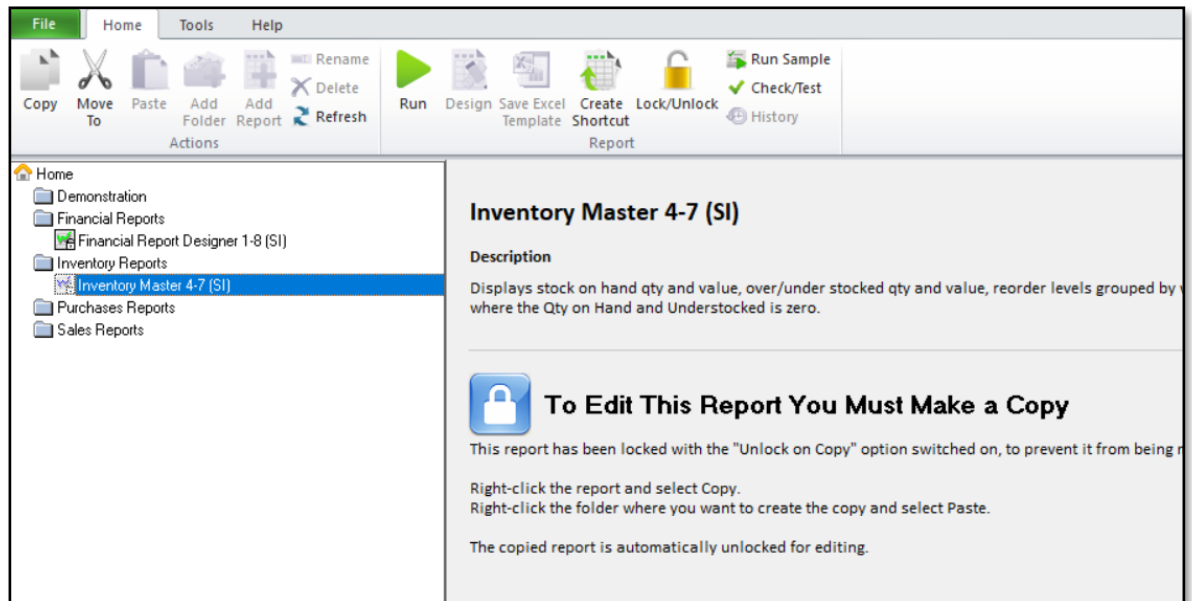 File Home Tools Help
Copy Move To Paste Add Folder Add Report Rename
Delete
Refresh
Actions
Run Design Save Excel Template Create Shortcut Lock/Unlock Run Sample
Check/Test
History
Report
Home
Demonstration
Financial Reports
Financial Report Designer 1-8 (SI)
Inventory Reports
Inventory Master 4-7 (SI)
Purchases Reports
Sales Reports
Inventory Master 4-7 (SI)
Description
Displays stock on hand qty and value, over/under stocked qty and value, reorder levels grouped by
where the Qty on Hand and Understocked is zero.
To Edit This Report You Must Make a Copy
This report has been locked with the "Unlock on Copy" option switched on, to prevent it from being
Right-click the report and select Copy.
Right-click the folder where you want to create the copy and select Paste.
The copied report is automatically unlocked for editing.